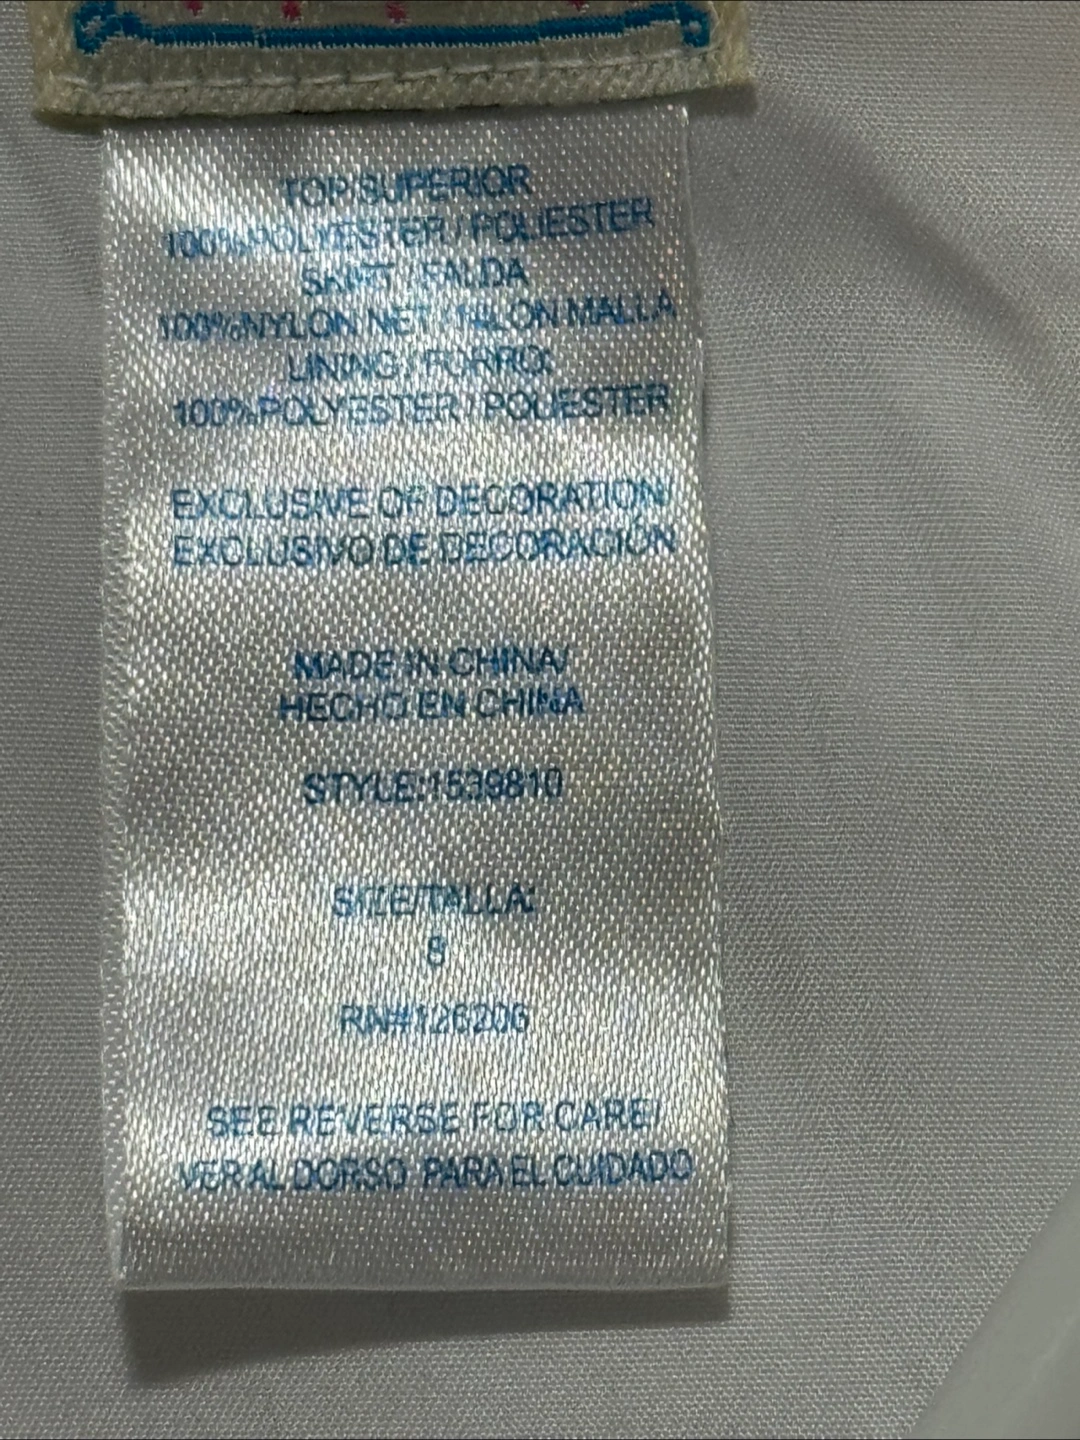 TOP/SUPERIOR
100%POLYESTER / POLIESTER
SKIRT / FALDA
100%NYLON NET / NILON MALLA
LINING / FORRO:
100%POLYESTER / POLIESTER
EXCLUSIVE OF DECORATION/
EXCLUSIVO DE DECORACIÓN
MADE IN CHINA/
HECHO EN CHINA
STYLE:1539810
SIZE/TALLA:
8
RN#126206
SEE REVERSE FOR CARE/
VER AL DORSO PARA EL CUIDADO